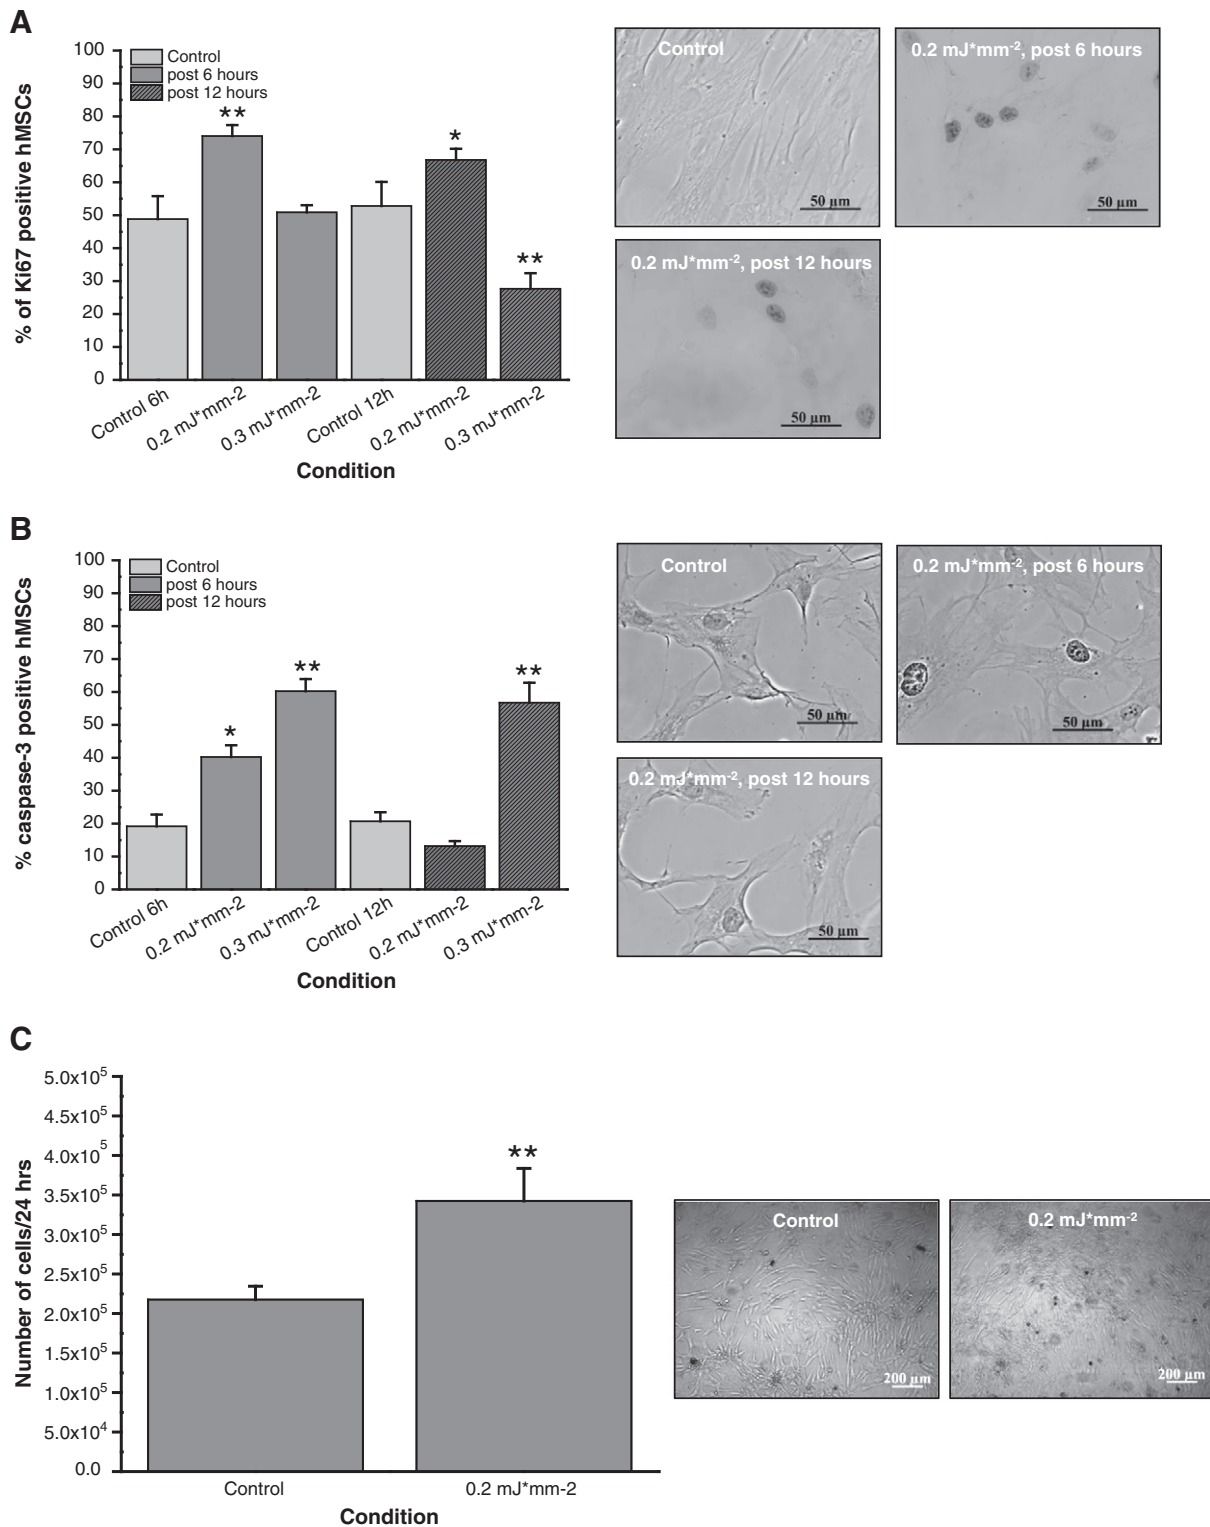 A
% of Ki67 positive hMSCs
100
90
80
70
60
50
40
30
20
10
0
Control
post 6 hours
post 12 hours
**
*
**
Control 6h
0.2 mJ*mm-2
0.3 mJ*mm-2
Control 12h
0.2 mJ*mm-2
0.3 mJ*mm-2
Condition
Control
50 µm
0.2 mJ*mm-2, post 6 hours
50 µm
0.2 mJ*mm-2, post 12 hours
50 µm
B
% caspase-3 positive hMSCs
100
90
80
70
60
50
40
30
20
10
0
Control
post 6 hours
post 12 hours
*
**
**
Control 6h
0.2 mJ*mm-2
0.3 mJ*mm-2
Control 12h
0.2 mJ*mm-2
0.3 mJ*mm-2
Condition
Control
50 µm
0.2 mJ*mm-2, post 6 hours
50 µm
0.2 mJ*mm-2, post 12 hours
50 µm
C
Number of cells/24 hrs
5.0x10^5
4.5x10^5
4.0x10^5
3.5x10^5
3.0x10^5
2.5x10^5
2.0x10^5
1.5x10^5
1.0x10^5
5.0x10^4
0.0
**
Control
0.2 mJ*mm-2
Condition
Control
200 µm
0.2 mJ*mm-2
200 µm